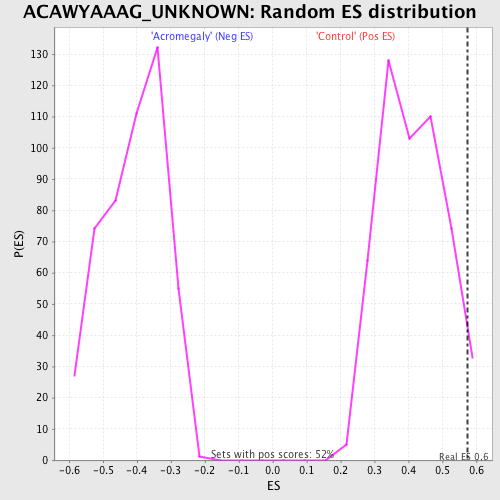 ACAWYAAAG_UNKNOWN: Random ES distribution
'Acromegaly' (Neg ES)
'Control' (Pos ES)
130
120
110
100
90
80
70
60
50
40
30
20
10
0
P(ES)
Sets with pos scores: 52%
Real ES 0.6
−0.6 −0.5 −0.4 −0.3 −0.2 −0.1 0.0 0.1 0.2 0.3 0.4 0.5 0.6
ES